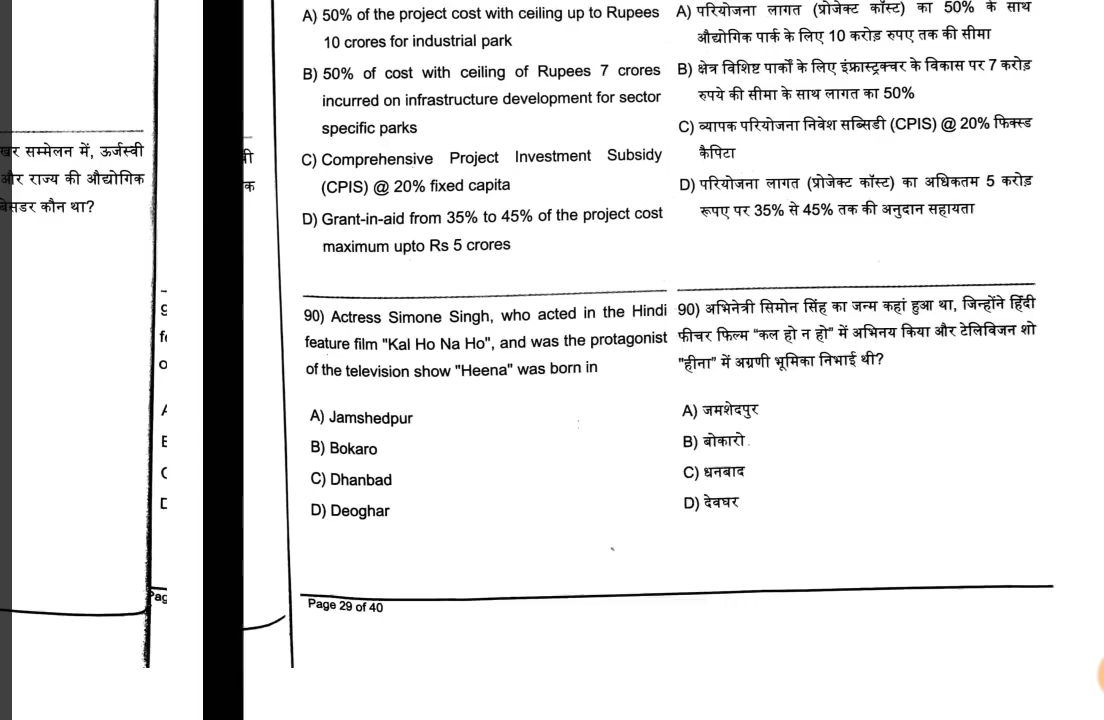 खर सम्मेलन में, ऊर्जस्वी
और राज्य की औद्योगिक
बेसडर कौन था?
A) 50% of the project cost with ceiling up to Rupees
10 crores for industrial park
B) 50% of cost with ceiling of Rupees 7 crores
incurred on infrastructure development for sector
specific parks
C) Comprehensive Project Investment Subsidy
(CPIS) @ 20% fixed capita
D) Grant-in-aid from 35% to 45% of the project cost
maximum upto Rs 5 crores
A) परियोजना लागत (प्रोजेक्ट कॉस्ट) का 50% के साथ
औद्योगिक पार्क के लिए 10 करोड़ रुपए तक की सीमा
B) क्षेत्र विशिष्ट पार्कों के लिए इंफ्रास्ट्रक्चर के विकास पर 7 करोड़
रुपये की सीमा के साथ लागत का 50%
C) व्यापक परियोजना निवेश सब्सिडी (CPIS) @ 20% फिक्स्ड
कैपिटा
D) परियोजना लागत (प्रोजेक्ट कॉस्ट) का अधिकतम 5 करोड़
रूपए पर 35% से 45% तक की अनुदान सहायता
90) Actress Simone Singh, who acted in the Hindi
feature film "Kal Ho Na Ho", and was the protagonist
of the television show "Heena" was born in
A) Jamshedpur
B) Bokaro
C) Dhanbad
D) Deoghar
90) अभिनेत्री सिमोन सिंह का जन्म कहां हुआ था, जिन्होंने हिंदी
फीचर फिल्म "कल हो न हो" में अभिनय किया और टेलिविजन शो
"हीना" में अग्रणी भूमिका निभाई थी?
A) जमशेदपुर
B) बोकारो
C) धनबाद
D) देवघर
Page 29 of 40